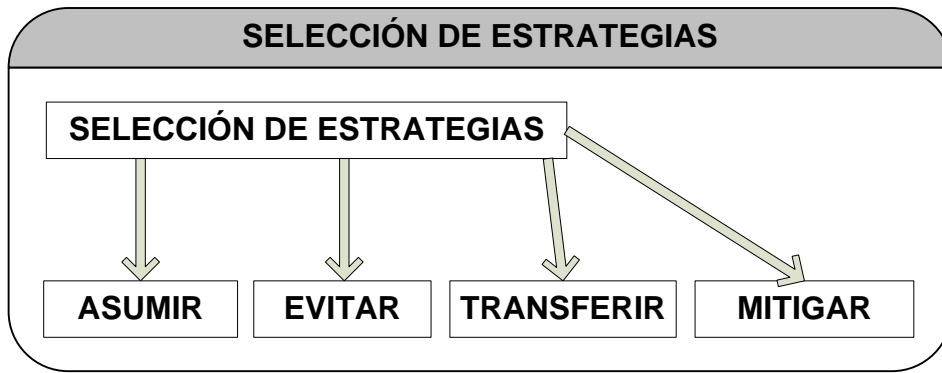 SELECCIÓN DE ESTRATEGIAS
SELECCIÓN DE ESTRATEGIAS
ASUMIR
EVITAR
TRANSFERIR
MITIGAR